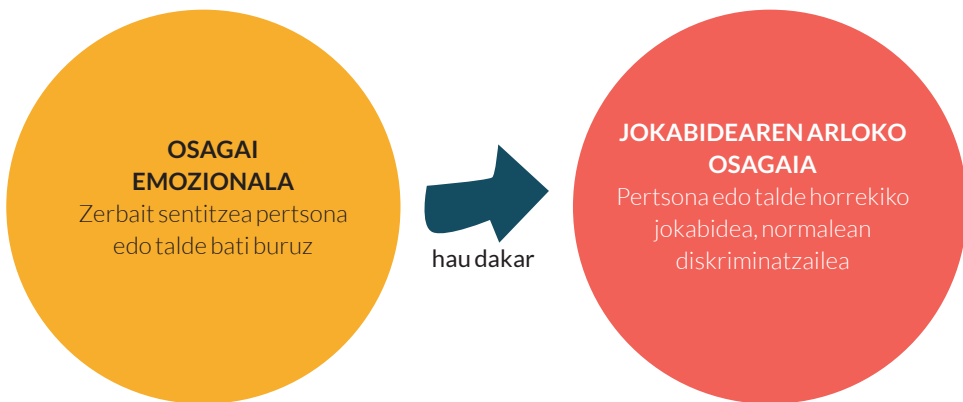 OSAGAI
EMOZIONALA
Zerbait sentitzea pertsona
edo talde bati buruz
hau dakar
JOKABIDEAREN ARLOKO
OSAGAIA
Pertsona edo talde horrekiko
jokabidea, normalean
diskriminatzailea